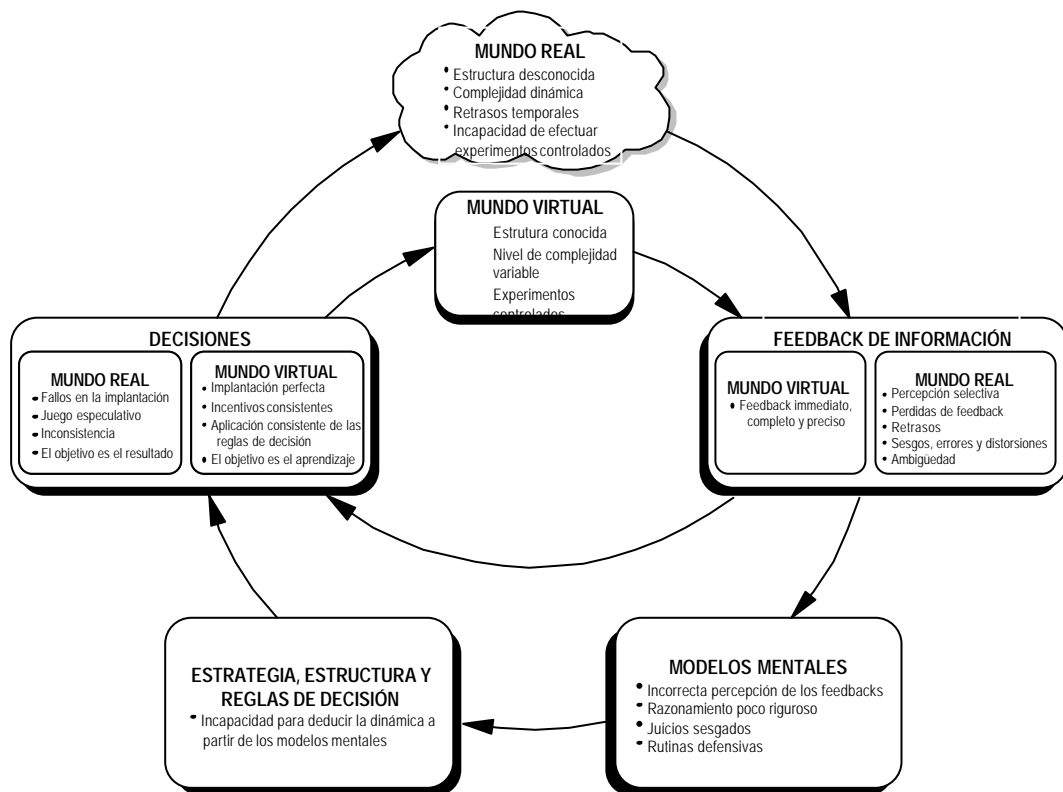 MUNDO REAL
• Estructura desconocida
• Complejidad dinámica
• Retrasos temporales
• Incapacidad de efectuar
experimentos controlados
MUNDO VIRTUAL
Estrutura conocida
Nivel de complejidad
variable
Experimentos
controlados
DECISIONES
MUNDO REAL
• Fallos en la implantación
• Juego especulativo
• Inconsistencia
• El objetivo es el resultado
MUNDO VIRTUAL
• Implantación perfecta
• Incentivos consistentes
• Aplicación consistente de las
reglas de decisión
• El objetivo es el aprendizaje
FEEDBACK DE INFORMACIÓN
MUNDO VIRTUAL
• Feedback immediato,
completo y preciso
MUNDO REAL
• Percepción selectiva
• Perdidas de feedback
• Retrasos
• Sesgos, errores y distorsiones
• Ambigüedad
ESTRATEGIA, ESTRUCTURA Y
REGLAS DE DECISIÓN
• Incapacidad para deducir la dinámica a
partir de los modelos mentales
MODELOS MENTALES
• Incorrecta percepción de los feedbacks
• Razonamiento poco riguroso
• Juicios sesgados
• Rutinas defensivas